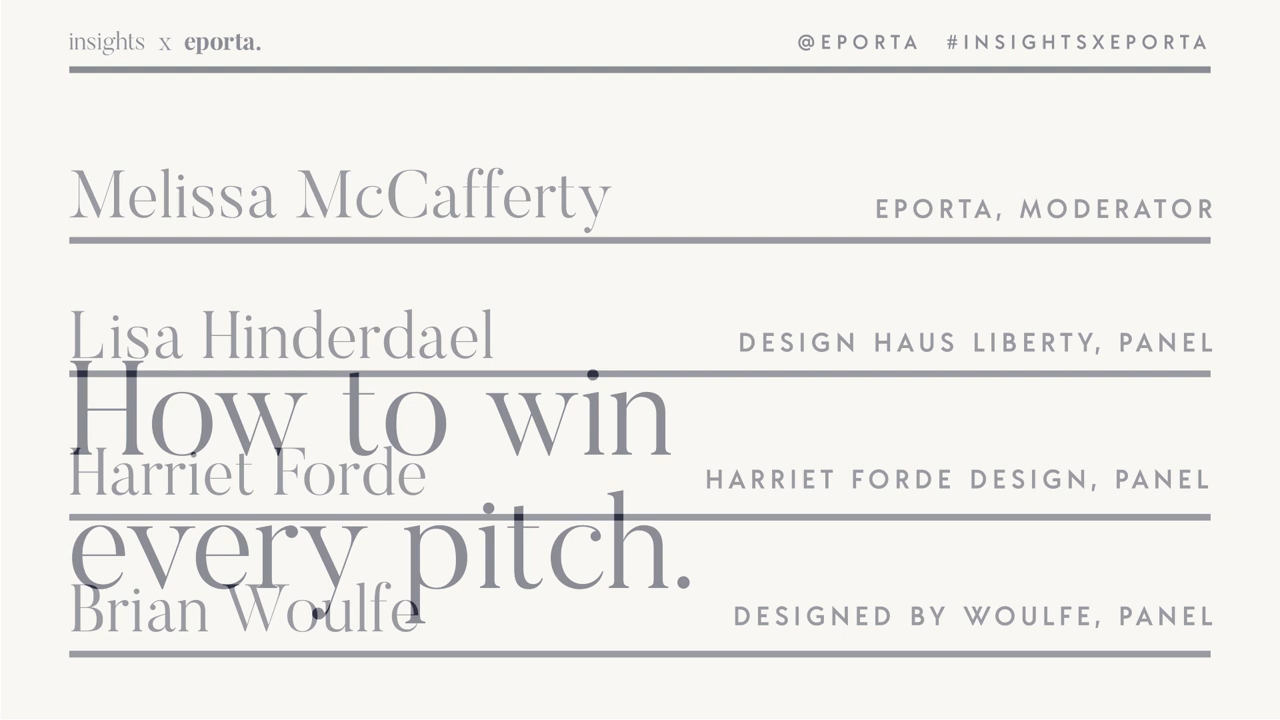 insights x eporta.
@EPORTA #INSIGHTSXEPORTA
Melissa McCafferty
EPORTA, MODERATOR
Lisa Hinderdael
DESIGN HAUS LIBERTY, PANEL
How to win
Harriet Forde
HARRIET FORDE DESIGN, PANEL
every pitch.
Brian Woulfe
DESIGNED BY WOULFE, PANEL